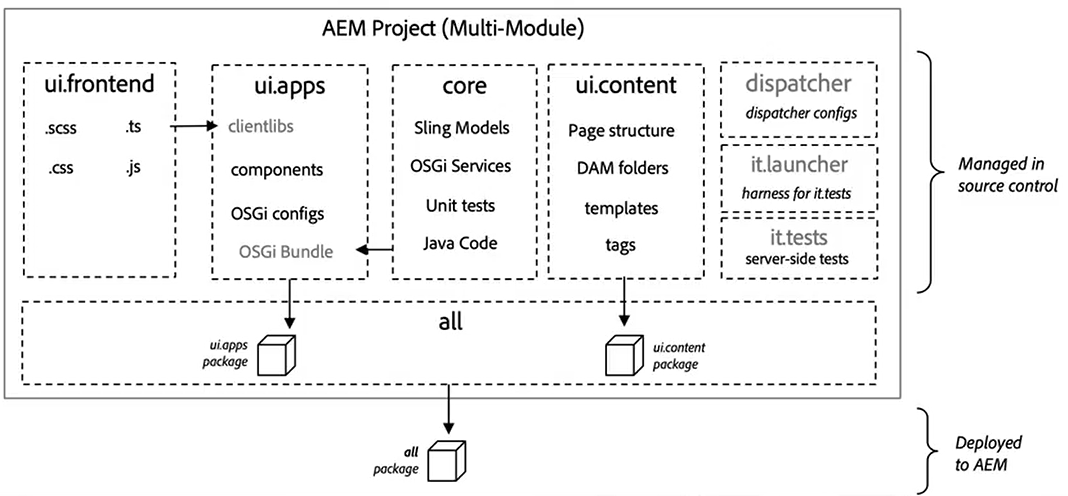 AEM Project (Multi-Module)
ui.frontend
.scss .ts
.css .js
ui.apps
clientlibs
components
OSGi configs
OSGi Bundle
core
Sling Models
OSGi Services
Unit tests
Java Code
ui.content
Page structure
DAM folders
templates
tags
dispatcher
dispatcher configs
it.launcher
harness for it.tests
it.tests
server-side tests
Managed in
source control
all
ui.apps
package
ui.content
package
all
package
Deployed
to AEM